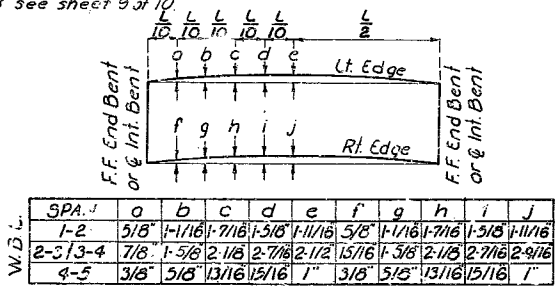 see sheet 9 of 10.
L/10 L/10 L/10 L/10 L/10 L/2
a b c d e
Lt. Edge
f g h i j
Rt. Edge
F.F. End Bent
or ℄ Int. Bent
F.F. End Bent
or ℄ Int. Bent
W.B.L.
SPAN a b c d e f g h i j
1-2 5/8" 1-1/16 1-7/16 1-5/8" 1-11/16 5/8" 1-1/16 1-7/16 1-5/8" 1-11/16
2-3/3-4 7/8" 1-5/8" 2-1/8 2-7/16 2-1/2" 15/16 1-5/8" 2-1/8" 2-7/16 2-9/16
4-5 3/8" 5/8" 13/16 15/16 1" 3/8" 5/8" 13/16 15/16 1"